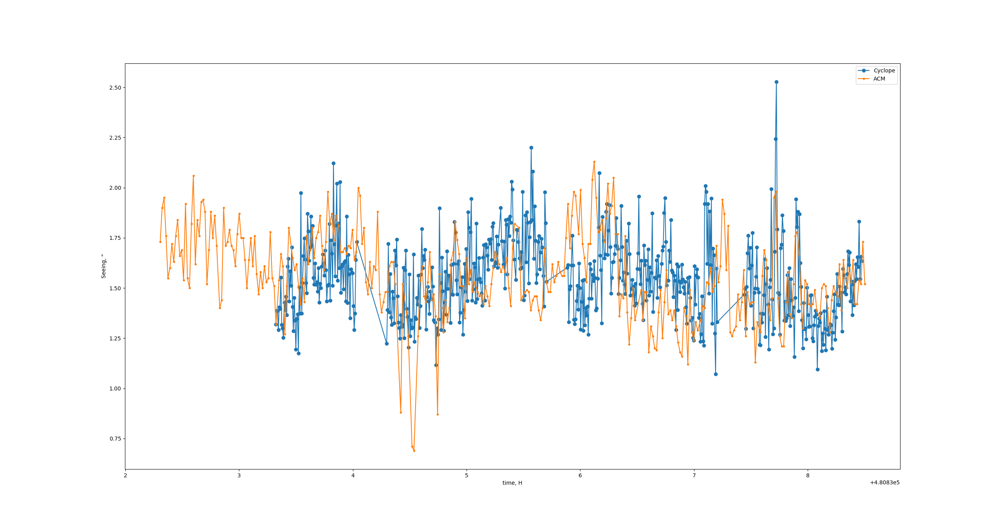 Cyclope
ACM
2.50
2.25
2.00
1.75
1.50
1.25
1.00
0.75
Seeing, "
2 3 4 5 6 7 8
time, H
+4.8083e5